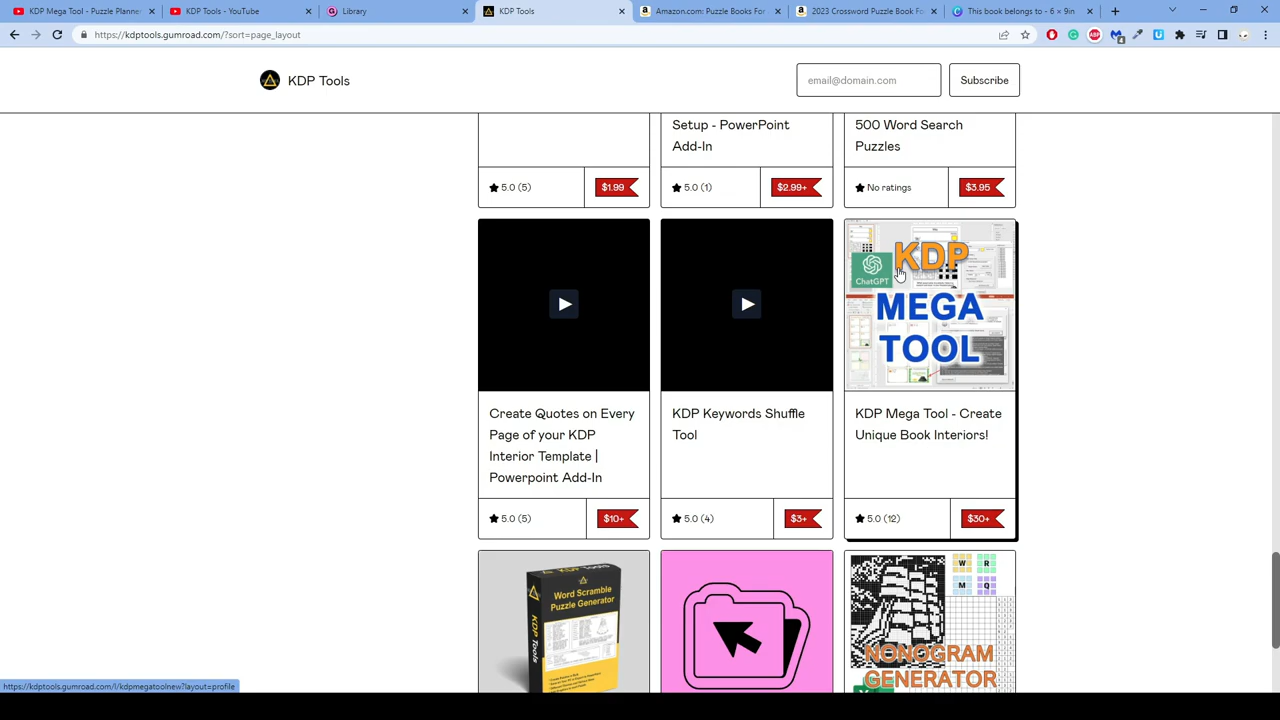 KDP Mega Tool - Puzzle Planne
KDP Tools - YouTube
Library
KDP Tools
Amazon.com: Puzzle Books For
2023 Crossword Puzzle Book F
This book belongs to - 6 × 9in
https://kdptools.gumroad.com/?sort=page_layout
KDP Tools
email@domain.com
Subscribe
Setup - PowerPoint
Add-In
500 Word Search
Puzzles
5.0 (5)
$1.99
5.0 (1)
$2.99+
No ratings
$3.95
KDP
ChatGPT
MEGA
TOOL
Create Quotes on Every
Page of your KDP
Interior Template |
Powerpoint Add-In
KDP Keywords Shuffle
Tool
KDP Mega Tool - Create
Unique Book Interiors!
5.0 (5)
$10+
5.0 (4)
$3+
5.0 (12)
$30+
Word Scramble
Puzzle Generator
KDP Tools
W R
M Q
NONOGRAM
GENERATOR
https://kdptools.gumroad.com/l/kdpmegatoolnew?layout=profile